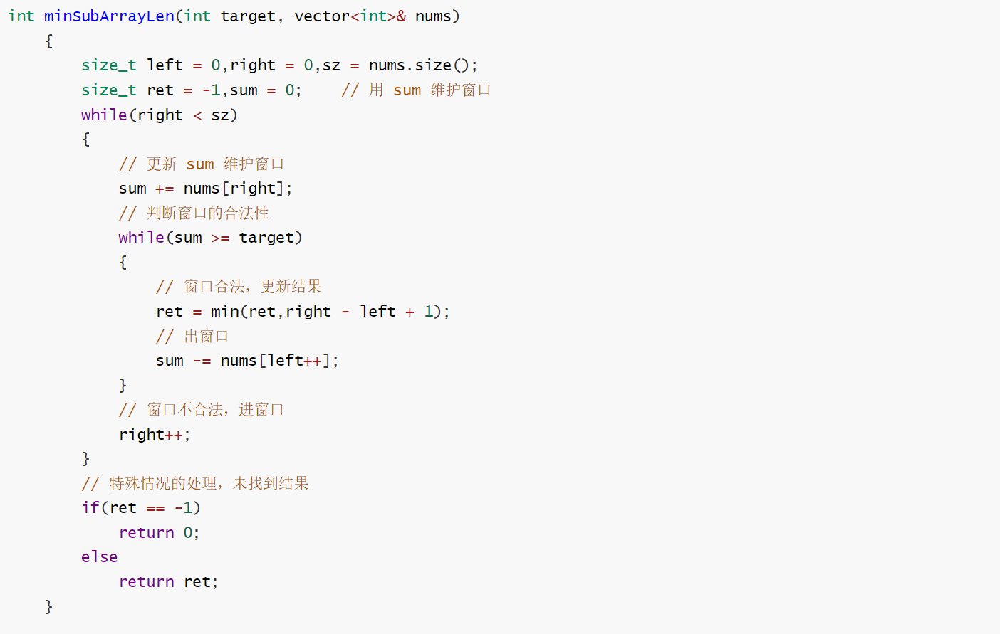 int minSubArrayLen(int target, vector<int>& nums)
    {
        size_t left = 0,right = 0,sz = nums.size();
        size_t ret = -1,sum = 0;    // 用 sum 维护窗口
        while(right < sz)
        {
            // 更新 sum 维护窗口
            sum += nums[right];
            // 判断窗口的合法性
            while(sum >= target)
            {
                // 窗口合法，更新结果
                ret = min(ret,right - left + 1);
                // 出窗口
                sum -= nums[left++];
            }
            // 窗口不合法，进窗口
            right++;
        }
        // 特殊情况的处理，未找到结果
        if(ret == -1)
            return 0;
        else
            return ret;
    }